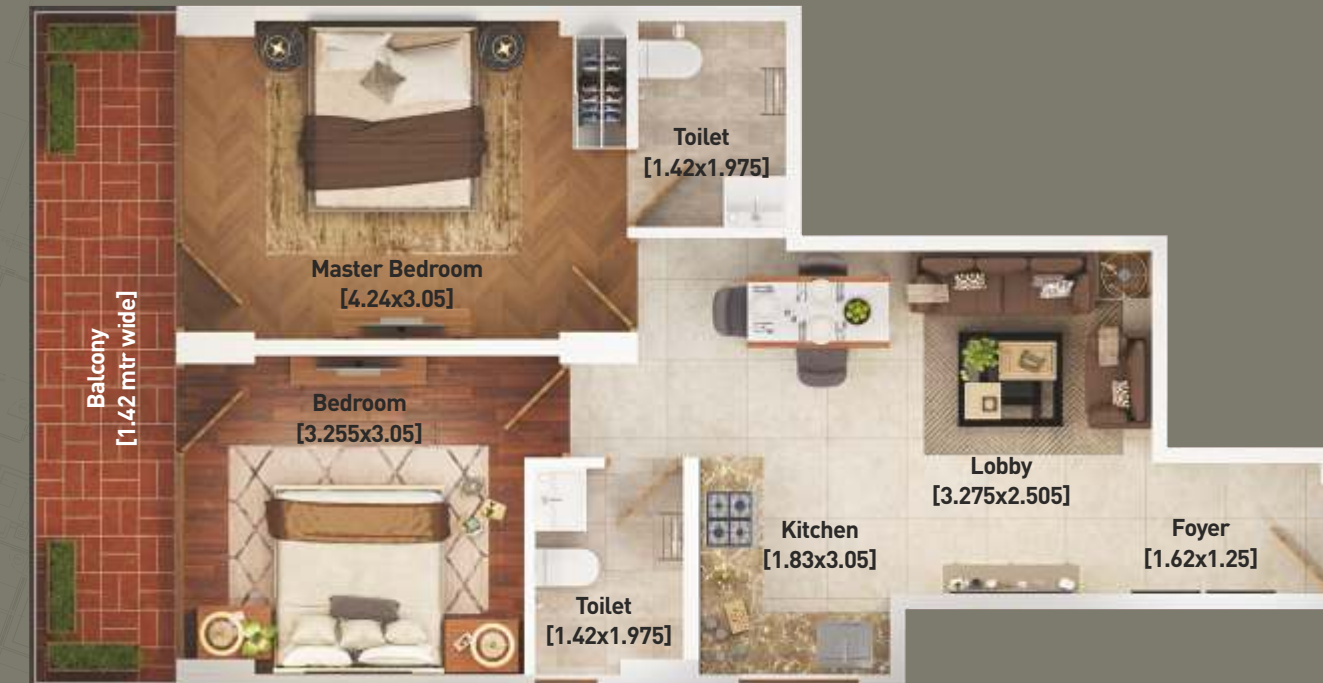 Toilet
[1.42x1.975]
Master Bedroom
[4.24x3.05]
Balcony
[1.42 mtr wide]
Bedroom
[3.255x3.05]
Lobby
[3.275x2.505]
Kitchen
[1.83x3.05]
Foyer
[1.62x1.25]
Toilet
[1.42x1.975]